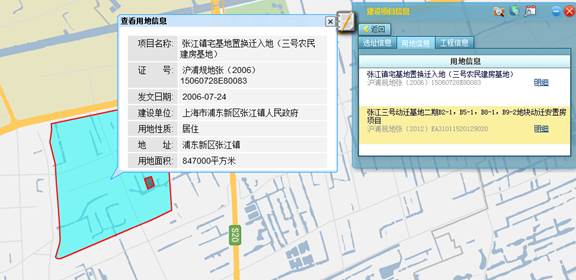 查看用地信息
项目名称: 张江镇宅基地置换迁入地（三号农民
建房基地）
证 号: 沪浦规地张（2006）
15060728E80083
发文日期: 2006-07-24
建设单位: 上海市浦东新区张江镇人民政府
用地性质: 居住
地 址 浦东新区张江镇
用地面积: 847000平方米
S20
建设项目信息
返回
选址信息 用地信息 工程信息
用地信息
张江镇宅基地置换迁入地（三号农民建房基地）
沪浦规地张（2006）15060728E80083 明细
张江三号动迁基地二期B2-1，B5-1，B8-1，B9-2地块动迁安置房
项目
沪浦规地张（2012）EA31011520129020 明细